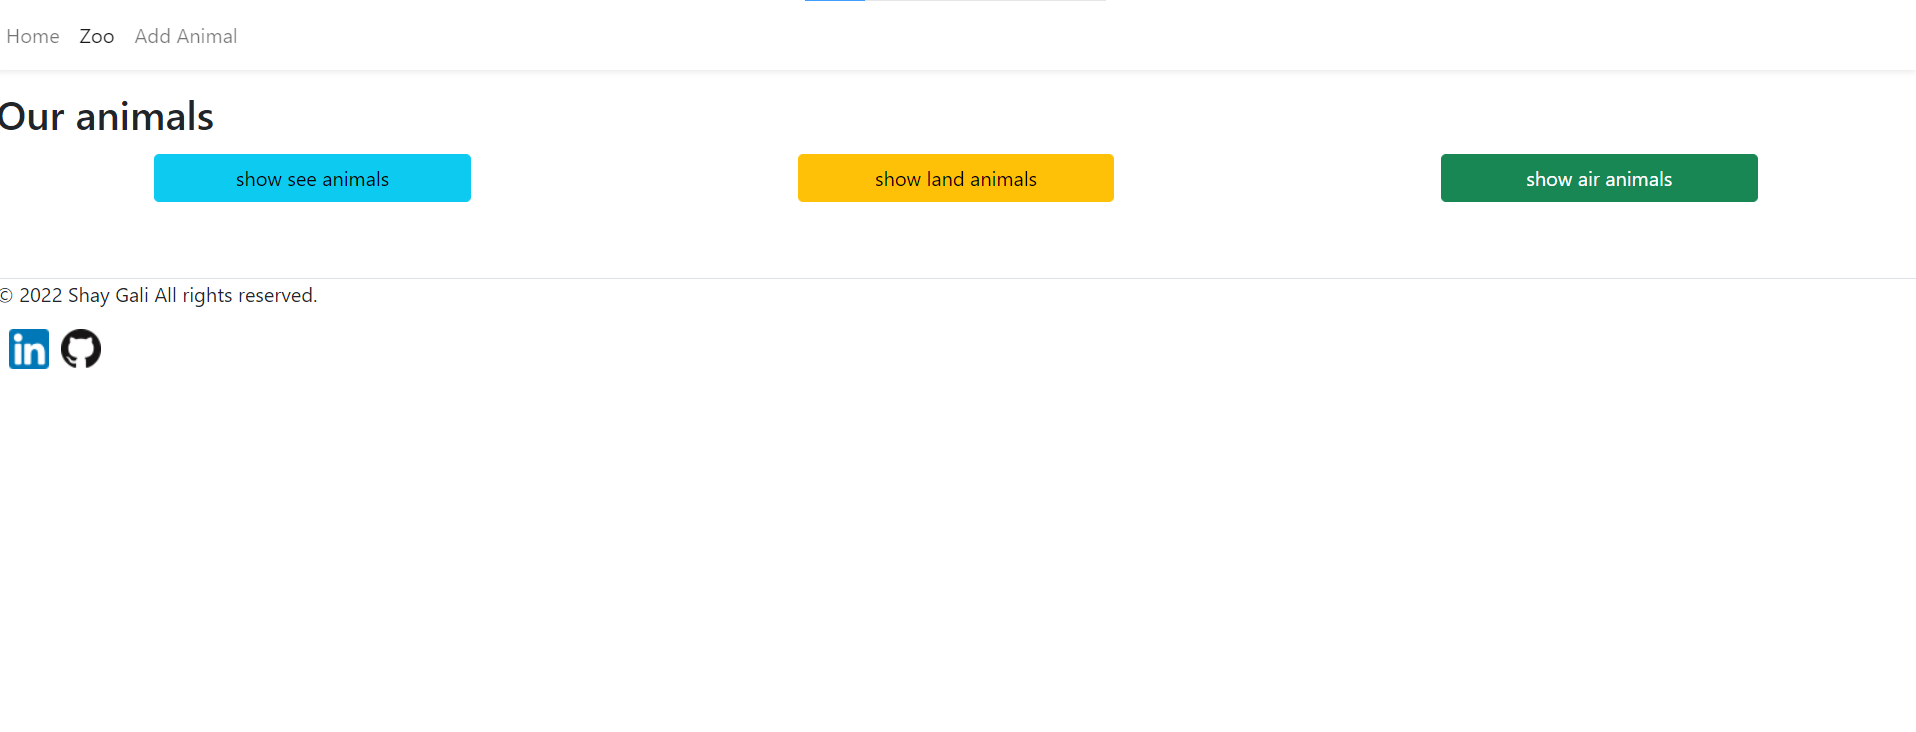 Home Zoo Add Animal
Our animals
show see animals show land animals show air animals
© 2022 Shay Gali All rights reserved.
in